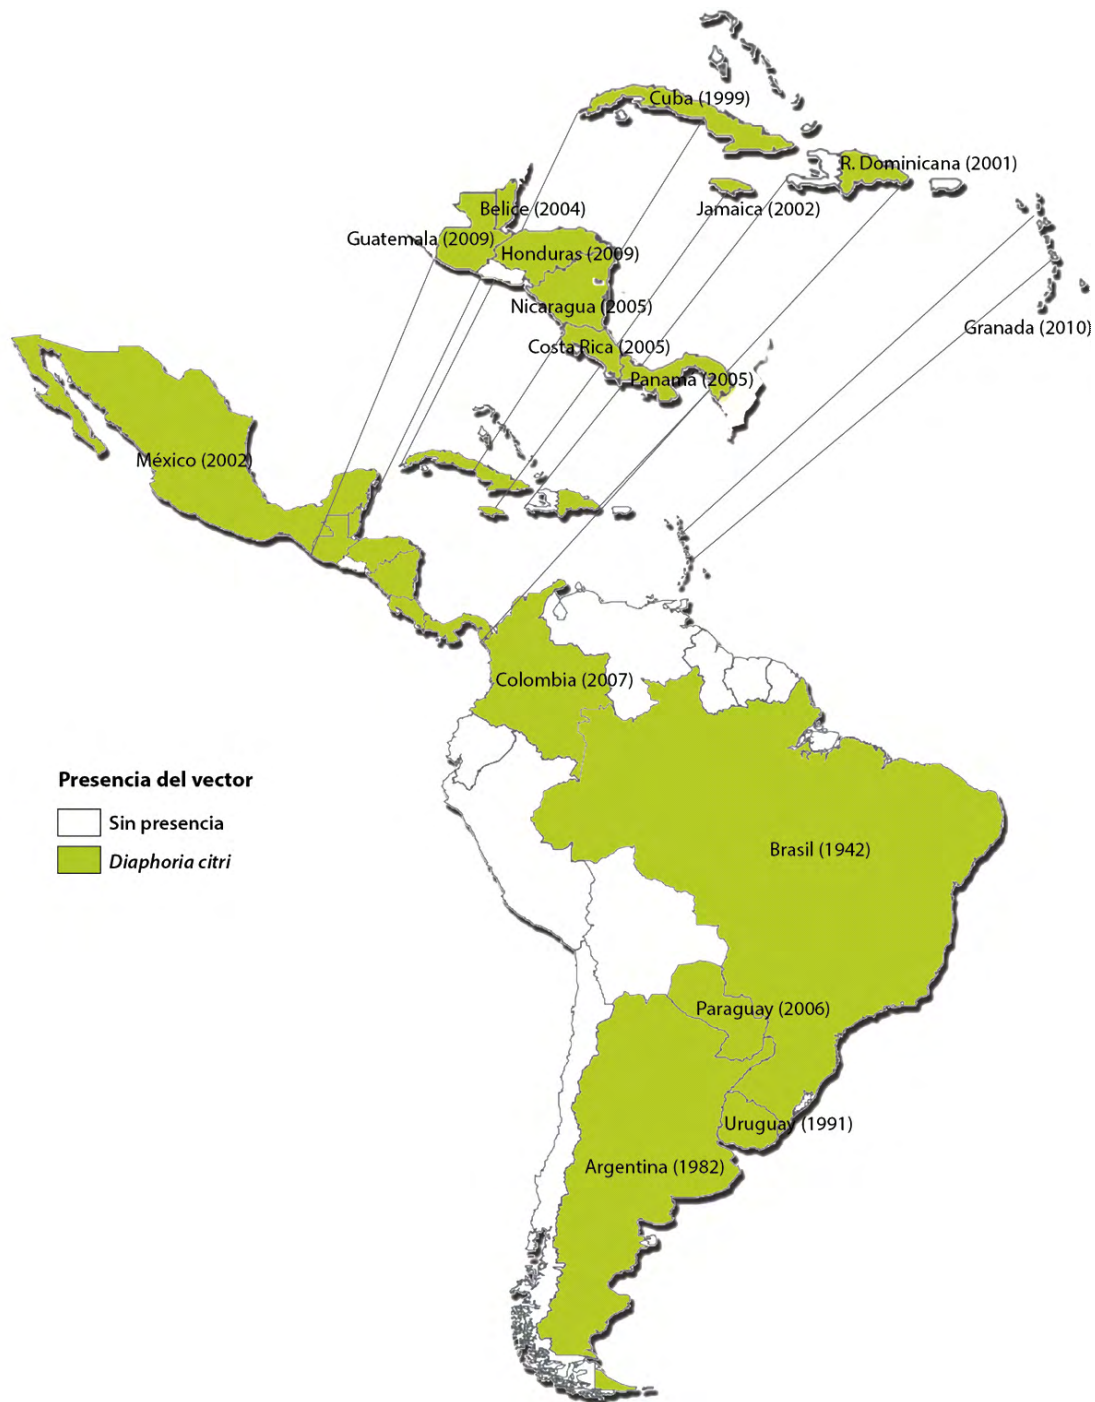 Cuba (1999)
R. Dominicana (2001)
Belice (2004)
Jamaica (2002)
Guatemala (2009)
Honduras (2009)
Nicaragua (2005)
Granada (2010)
Costa Rica (2005)
Panama (2005)
México (2002)
Colombia (2007)
Presencia del vector
Sin presencia
Diaphoria citri
Brasil (1942)
Paraguay (2006)
Uruguay (1991)
Argentina (1982)